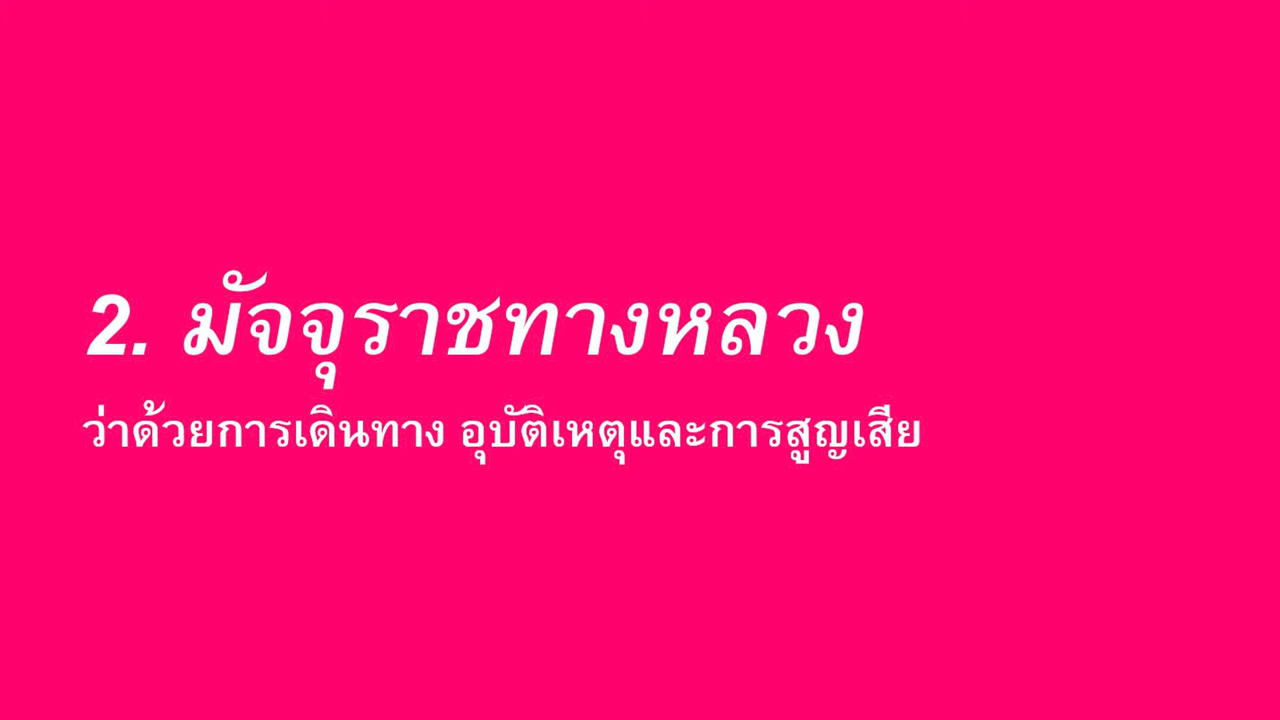 2. มัจจุราชทางหลวง
ว่าด้วยการเดินทาง อุบัติเหตุและการสูญเสีย